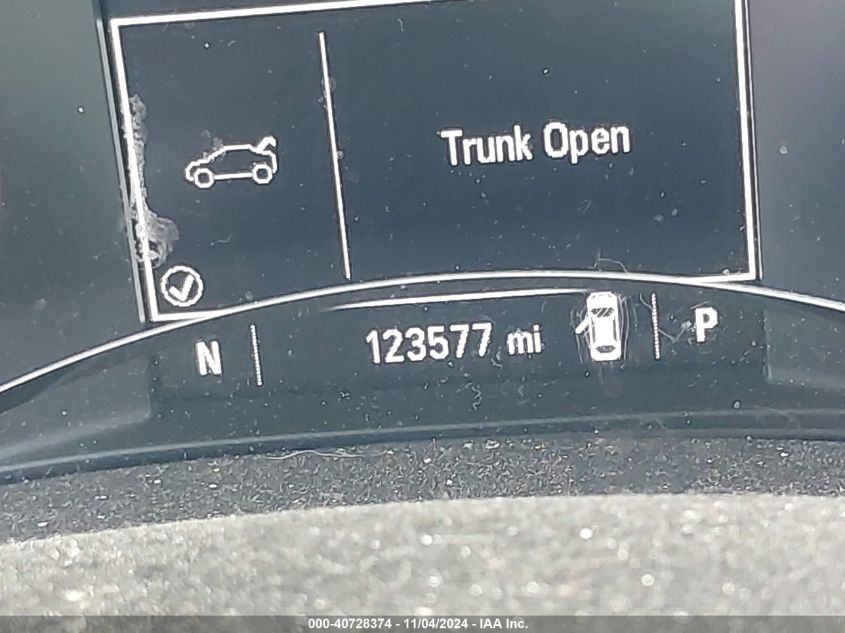 Trunk Open
N 123577 mi P
000-40728374 - 11/04/2024 - IAA Inc.